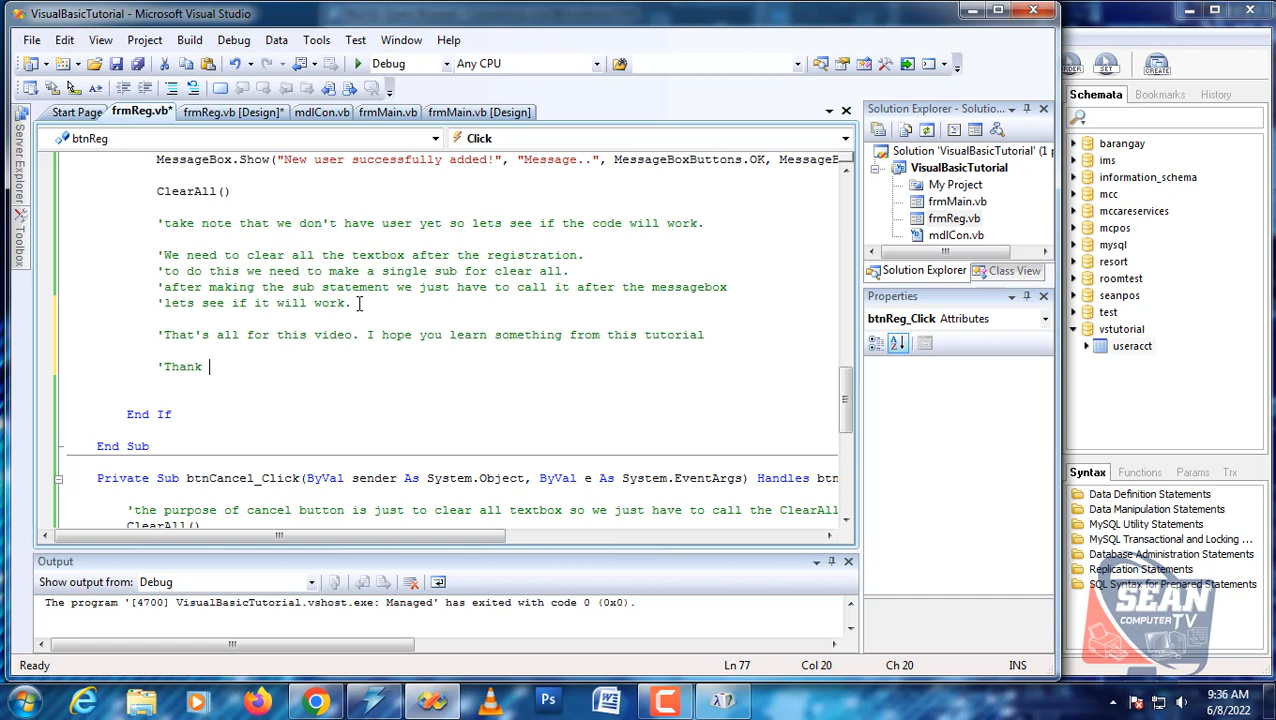 VisualBasicTutorial - Microsoft Visual Studio
File Edit View Project Build Debug Data Tools Test Window Help
Debug Any CPU
Start Page frmReg.vb* frmReg.vb [Design]* mdlCon.vb frmMain.vb frmMain.vb [Design]
btnReg Click
MessageBox.Show("New user successfully added!", "Message..", MessageBoxButtons.OK, MessageB
ClearAll()
'take note that we don't have user yet so lets see if the code will work.
'We need to clear all the textbox after the registration.
'to do this we need to make a single sub for clear all.
'after making the sub statement we just have to call it after the messagebox
'lets see if it will work.
'That's all for this video. I hope you learn something from this tutorial
'Thank
End If
End Sub
Private Sub btnCancel_Click(ByVal sender As System.Object, ByVal e As System.EventArgs) Handles btn
'the purpose of cancel button is just to clear all textbox so we just have to call the ClearAll
ClearAll()
Server Explorer
Toolbox
Output
Show output from: Debug
The program '[4700] VisualBasicTutorial.vshost.exe: Managed' has exited with code 0 (0x0).
Ready Ln 77 Col 20 Ch 20 INS
Solution Explorer - Solutio...
Solution 'VisualBasicTutorial' (1 p
VisualBasicTutorial
My Project
frmMain.vb
frmReg.vb
mdlCon.vb
Solution Explorer Class View
Properties
btnReg_Click Attributes
SET CREATE
Schemata Bookmarks History
barangay
ims
information_schema
mcc
mccareservices
mcpos
mysql
resort
roomtest
seanpos
test
vstutorial
useracct
Syntax Functions Params Trx
Data Definition Statements
Data Manipulation Statements
MySQL Utility Statements
MySQL Transactional and Locking ...
Database Administration Statements
Replication Statements
SQL Syntax for Prepared Statements
SEAN
COMPUTER TV
9:36 AM
6/8/2022